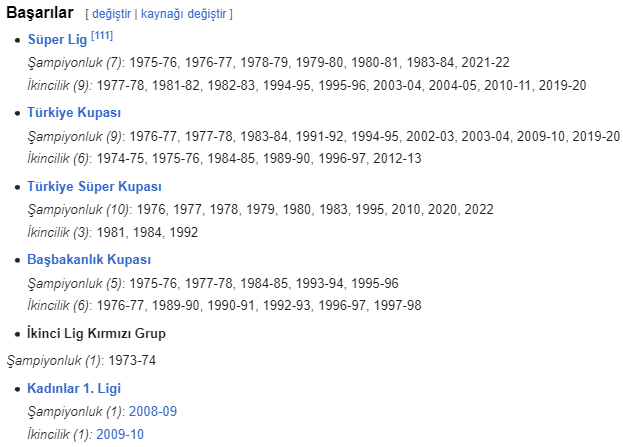 Başarılar [ değiştir | kaynağı değiştir ]
• Süper Lig [111]
Şampiyonluk (7): 1975-76, 1976-77, 1978-79, 1979-80, 1980-81, 1983-84, 2021-22
İkincilik (9): 1977-78, 1981-82, 1982-83, 1994-95, 1995-96, 2003-04, 2004-05, 2010-11, 2019-20
• Türkiye Kupası
Şampiyonluk (9): 1976-77, 1977-78, 1983-84, 1991-92, 1994-95, 2002-03, 2003-04, 2009-10, 2019-20
İkincilik (6): 1974-75, 1975-76, 1984-85, 1989-90, 1996-97, 2012-13
• Türkiye Süper Kupası
Şampiyonluk (10): 1976, 1977, 1978, 1979, 1980, 1983, 1995, 2010, 2020, 2022
İkincilik (3): 1981, 1984, 1992
• Başbakanlık Kupası
Şampiyonluk (5): 1975-76, 1977-78, 1984-85, 1993-94, 1995-96
İkincilik (6): 1976-77, 1989-90, 1990-91, 1992-93, 1996-97, 1997-98
• İkinci Lig Kırmızı Grup
Şampiyonluk (1): 1973-74
• Kadınlar 1. Ligi
Şampiyonluk (1): 2008-09
İkincilik (1): 2009-10